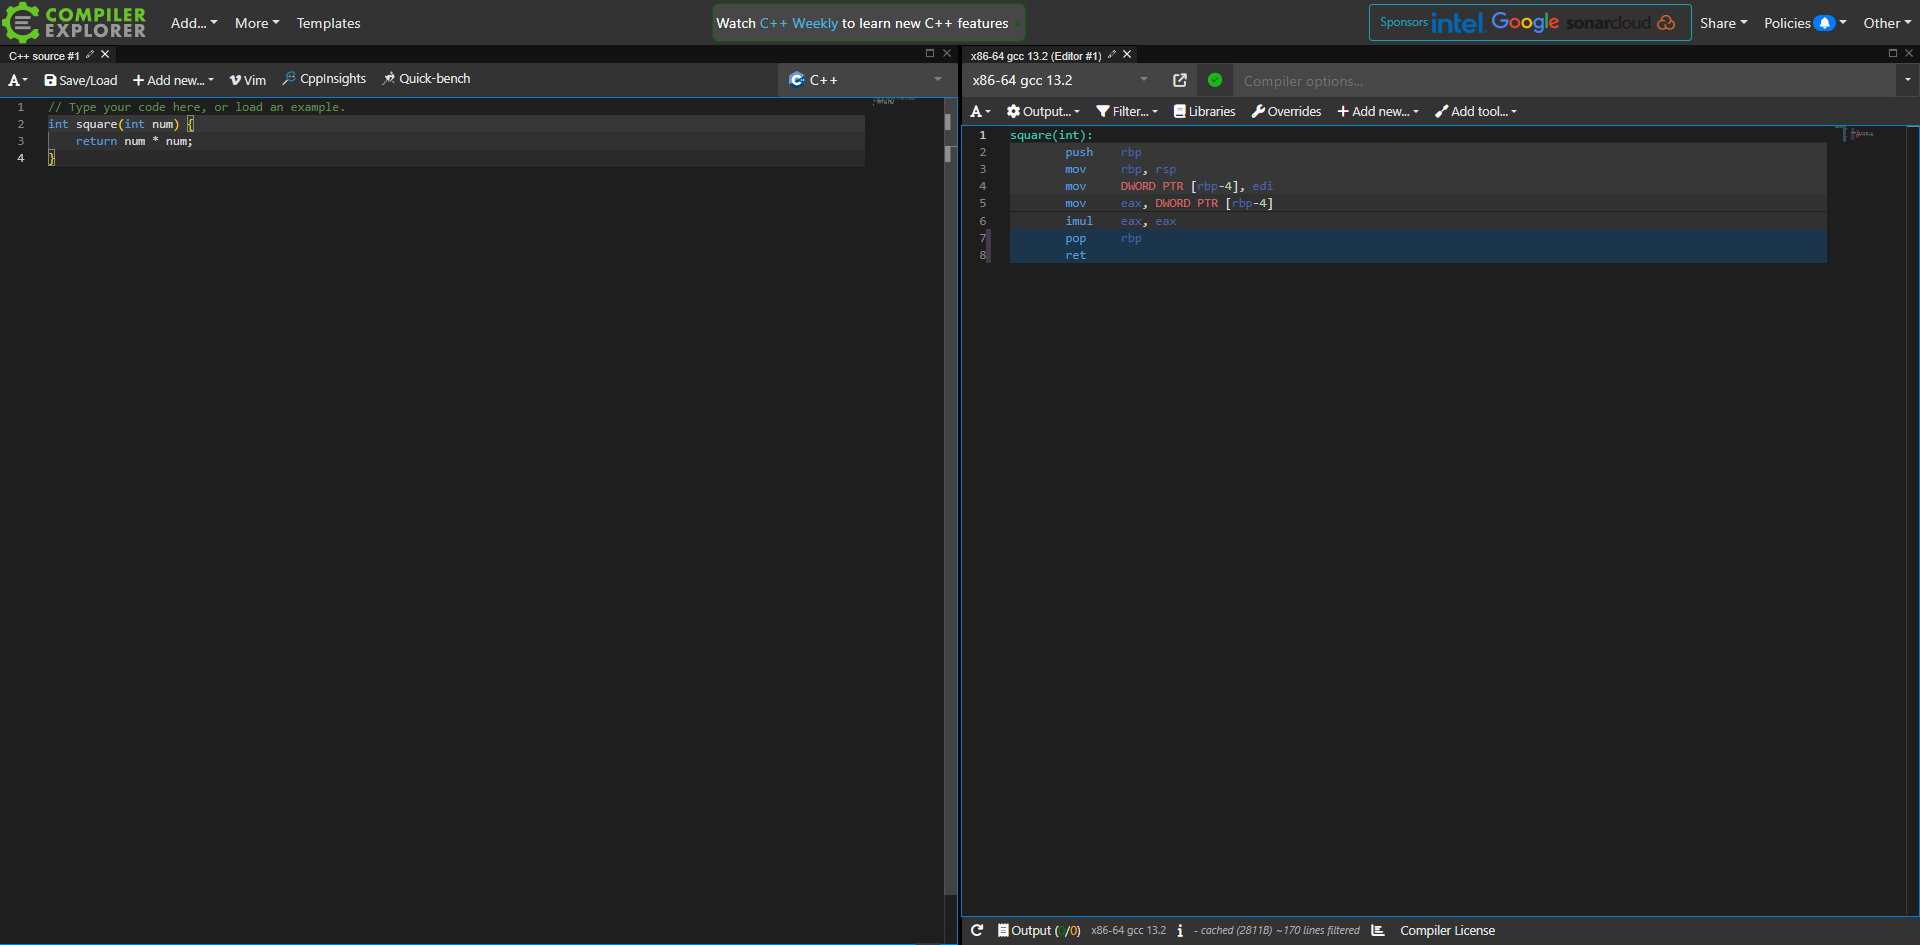 COMPILER
EXPLORER
Add...
More
Templates
Watch C++ Weekly to learn new C++ features
Sponsors intel. Google sonarcloud
Share
Policies
Other
C++ source #1
A
Save/Load
Add new...
Vim
CppInsights
Quick-bench
C++
1 // Type your code here, or load an example.
2 int square(int num) {
3 return num * num;
4 }
x86-64 gcc 13.2 (Editor #1)
x86-64 gcc 13.2
Compiler options...
A
Output...
Filter...
Libraries
Overrides
Add new...
Add tool...
1 square(int):
2 push rbp
3 mov rbp, rsp
4 mov DWORD PTR [rbp-4], edi
5 mov eax, DWORD PTR [rbp-4]
6 imul eax, eax
7 pop rbp
8 ret
Output (0/0) x86-64 gcc 13.2 i - cached (2811B) ~170 lines filtered Compiler License